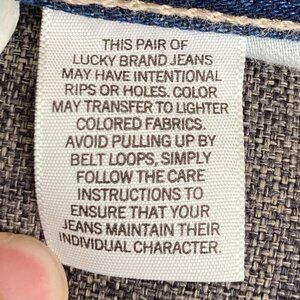 THIS PAIR OF
LUCKY BRAND JEANS
MAY HAVE INTENTIONAL
RIPS OR HOLES. COLOR
MAY TRANSFER TO LIGHTER
COLORED FABRICS.
AVOID PULLING UP BY
BELT LOOPS, SIMPLY
FOLLOW THE CARE
INSTRUCTIONS TO
ENSURE THAT YOUR
JEANS MAINTAIN THEIR
INDIVIDUAL CHARACTER.